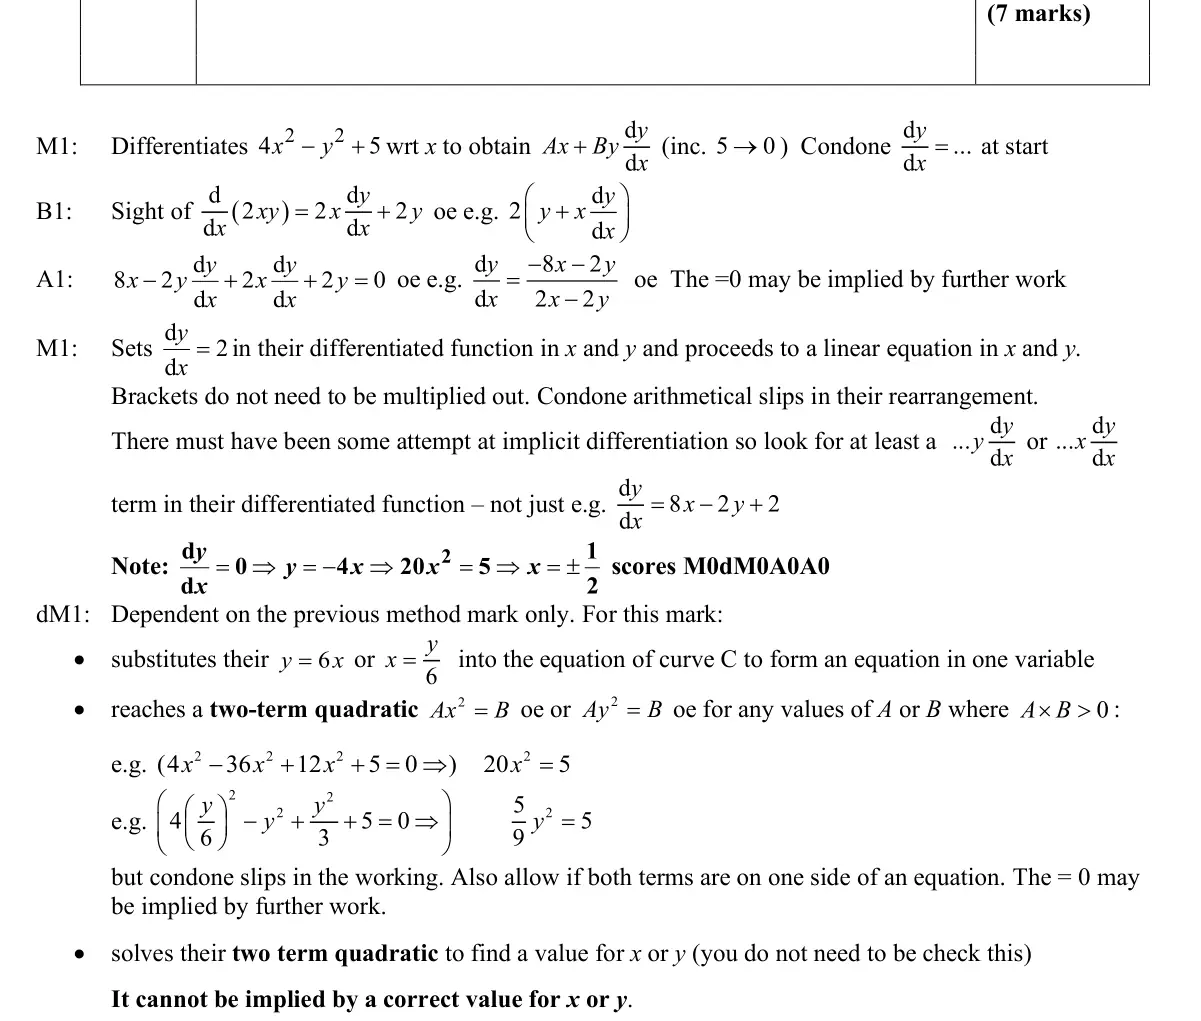 (7 marks)
M1: Differentiates 4x² − y² + 5 wrt x to obtain Ax + By dy/dx (inc. 5 → 0) Condone dy/dx = ... at start
B1: Sight of d/dx (2xy) = 2x dy/dx + 2y oe e.g. 2(y + x dy/dx)
A1: 8x − 2y dy/dx + 2x dy/dx + 2y = 0 oe e.g. dy/dx = (−8x − 2y)/(2x − 2y) oe The =0 may be implied by further work
M1: Sets dy/dx = 2 in their differentiated function in x and y and proceeds to a linear equation in x and y.
Brackets do not need to be multiplied out. Condone arithmetical slips in their rearrangement.
There must have been some attempt at implicit differentiation so look for at least a ...y dy/dx or ...x dy/dx
term in their differentiated function – not just e.g. dy/dx = 8x − 2y + 2
Note: dy/dx = 0 ⇒ y = −4x ⇒ 20x² = 5 ⇒ x = ± 1/2 scores M0dM0A0A0
dM1: Dependent on the previous method mark only. For this mark:
• substitutes their y = 6x or x = y/6 into the equation of curve C to form an equation in one variable
• reaches a two-term quadratic Ax² = B oe or Ay² = B oe for any values of A or B where A × B > 0 :
e.g. (4x² − 36x² + 12x² + 5 = 0 ⇒) 20x² = 5
e.g. (4(y/6)² − y² + y²/3 + 5 = 0 ⇒) 5/9 y² = 5
but condone slips in the working. Also allow if both terms are on one side of an equation. The = 0 may
be implied by further work.
• solves their two term quadratic to find a value for x or y (you do not need to be check this)
It cannot be implied by a correct value for x or y.